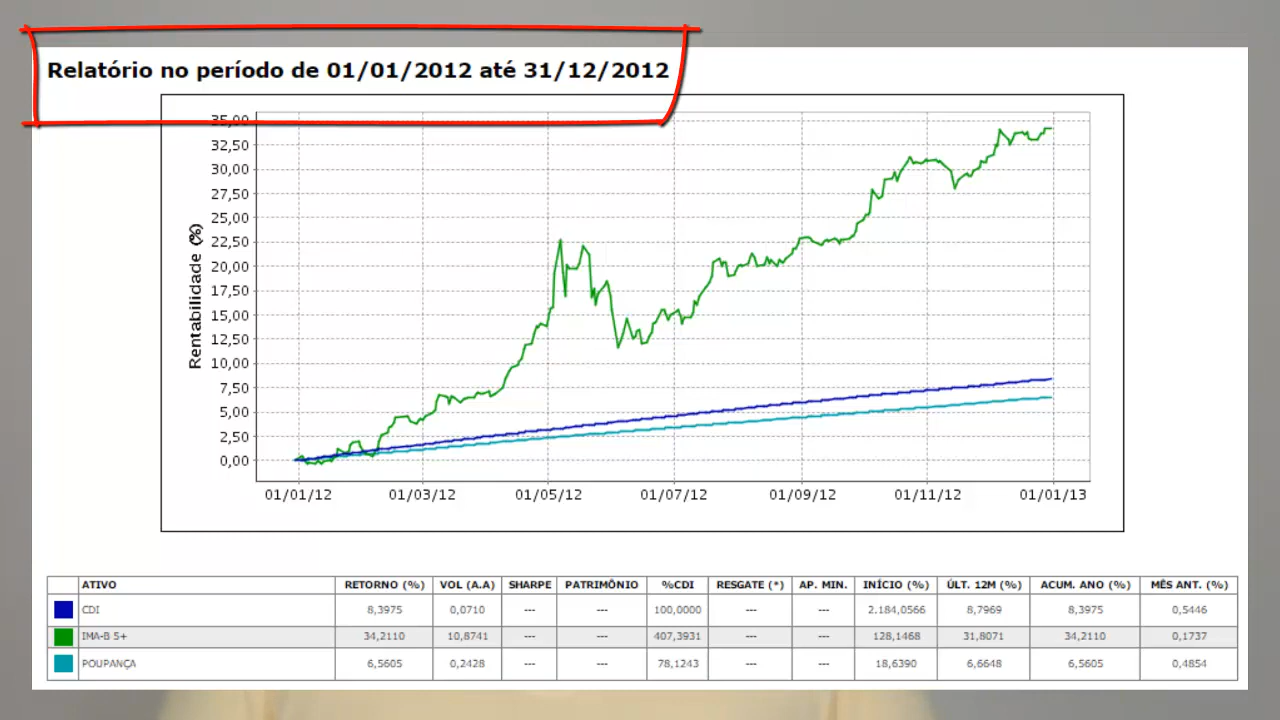 Relatório no período de 01/01/2012 até 31/12/2012
35,00
32,50
30,00
27,50
25,00
22,50
20,00
17,50
15,00
12,50
10,00
7,50
5,00
2,50
0,00
Rentabilidade (%)
01/01/12 01/03/12 01/05/12 01/07/12 01/09/12 01/11/12 01/01/13
ATIVO RETORNO (%) VOL (A.A) SHARPE PATRIMÔNIO %CDI RESGATE (*) AP. MIN. INÍCIO (%) ÚLT. 12M (%) ACUM. ANO (%) MÊS ANT. (%)
CDI 8,3975 0,0710 --- --- 100,0000 --- --- 2.184,0566 8,7969 8,3975 0,5446
IMA-B 5+ 34,2110 10,8741 --- --- 407,3931 --- --- 128,1468 31,8071 34,2110 0,1737
POUPANÇA 6,5605 0,2428 --- --- 78,1243 --- --- 18,6390 6,6648 6,5605 0,4854